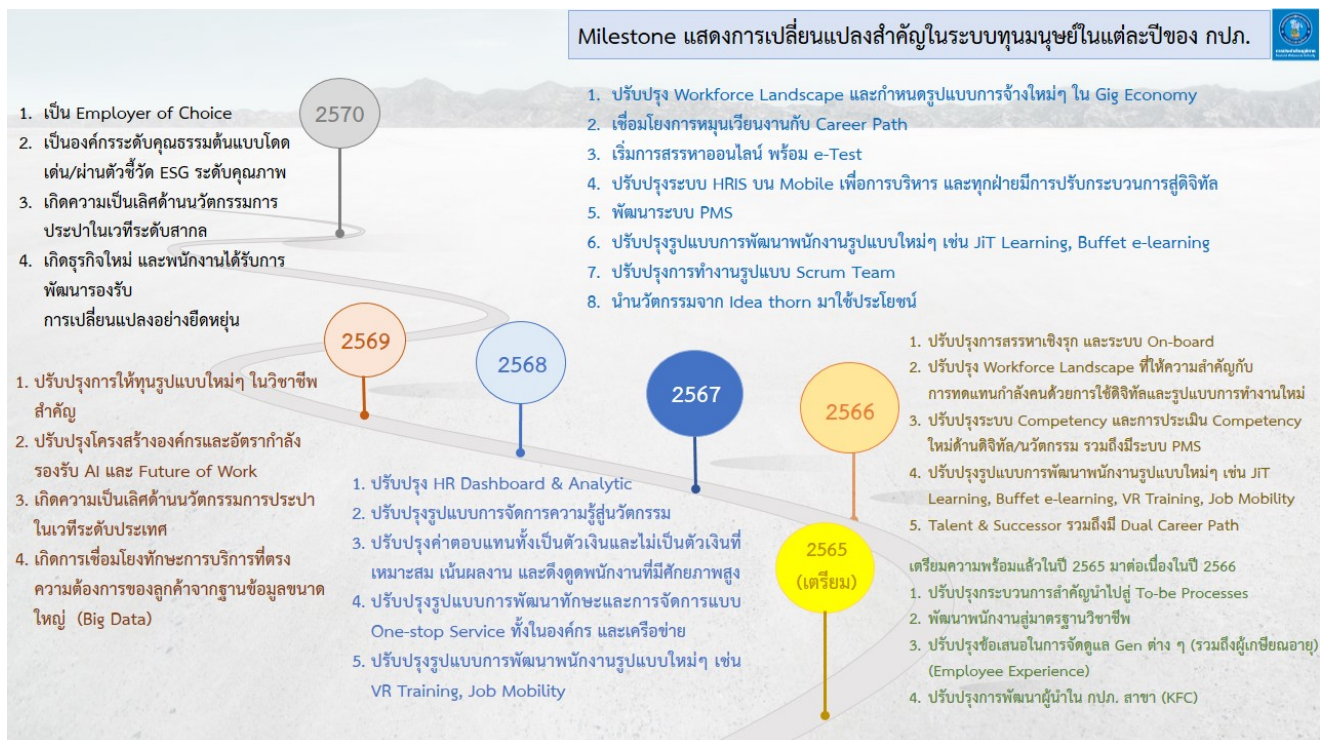 Milestone แสดงการเปลี่ยนแปลงสำคัญในระบบทุนมนุษย์ในแต่ละปีของ กปภ.
2570
1. เป็น Employer of Choice
2. เป็นองค์กรระดับคุณธรรมต้นแบบโดด
เด่น/ผ่านตัวชี้วัด ESG ระดับคุณภาพ
3. เกิดความเป็นเลิศด้านนวัตกรรมการ
ประปาในเวทีระดับสากล
4. เกิดธุรกิจใหม่ และพนักงานได้รับการ
พัฒนารองรับ
การเปลี่ยนแปลงอย่างยืดหยุ่น
1. ปรับปรุง Workforce Landscape และกำหนดรูปแบบการจ้างใหม่ๆ ใน Gig Economy
2. เชื่อมโยงการหมุนเวียนงานกับ Career Path
3. เริ่มการสรรหาออนไลน์ พร้อม e-Test
4. ปรับปรุงระบบ HRIS บน Mobile เพื่อการบริหาร และทุกฝ่ายมีการปรับกระบวนการสู่ดิจิทัล
5. พัฒนาระบบ PMS
6. ปรับปรุงรูปแบบการพัฒนาพนักงานรูปแบบใหม่ๆ เช่น JiT Learning, Buffet e-learning
7. ปรับปรุงการทำงานรูปแบบ Scrum Team
8. นำนวัตกรรมจาก Idea thorn มาใช้ประโยชน์
2569
2568
2567
2566
1. ปรับปรุงการให้ทุนรูปแบบใหม่ๆ ในวิชาชีพ
สำคัญ
2. ปรับปรุงโครงสร้างองค์กรและอัตรากำลัง
รองรับ AI และ Future of Work
3. เกิดความเป็นเลิศด้านนวัตกรรมการประปา
ในเวทีระดับประเทศ
4. เกิดการเชื่อมโยงทักษะการบริการที่ตรง
ความต้องการของลูกค้าจากฐานข้อมูลขนาด
ใหญ่ (Big Data)
1. ปรับปรุง HR Dashboard & Analytic
2. ปรับปรุงรูปแบบการจัดการความรู้สู่นวัตกรรม
3. ปรับปรุงค่าตอบแทนทั้งเป็นตัวเงินและไม่เป็นตัวเงินที่
เหมาะสม เน้นผลงาน และดึงดูดพนักงานที่มีศักยภาพสูง
4. ปรับปรุงรูปแบบการพัฒนาทักษะและการจัดการแบบ
One-stop Service ทั้งในองค์กร และเครือข่าย
5. ปรับปรุงรูปแบบการพัฒนาพนักงานรูปแบบใหม่ๆ เช่น
VR Training, Job Mobility
1. ปรับปรุงการสรรหาเชิงรุก และระบบ On-board
2. ปรับปรุง Workforce Landscape ที่ให้ความสำคัญกับ
การทดแทนกำลังคนด้วยการใช้ดิจิทัลและรูปแบบการทำงานใหม่
3. ปรับปรุงระบบ Competency และการประเมิน Competency
ใหม่ด้านดิจิทัล/นวัตกรรม รวมถึงมีระบบ PMS
4. ปรับปรุงรูปแบบการพัฒนาพนักงานรูปแบบใหม่ๆ เช่น JiT
Learning, Buffet e-learning, VR Training, Job Mobility
5. Talent & Successor รวมถึงมี Dual Career Path
2565
(เตรียม)
เตรียมความพร้อมแล้วในปี 2565 มาต่อเนื่องในปี 2566
1. ปรับปรุงกระบวนการสำคัญนำไปสู่ To-be Processes
2. พัฒนาพนักงานสู่มาตรฐานวิชาชีพ
3. ปรับปรุงข้อเสนอในการจัดดูแล Gen ต่าง ๆ (รวมถึงผู้เกษียณอายุ)
(Employee Experience)
4. ปรับปรุงการพัฒนาผู้นำใน กปภ. สาขา (KFC)